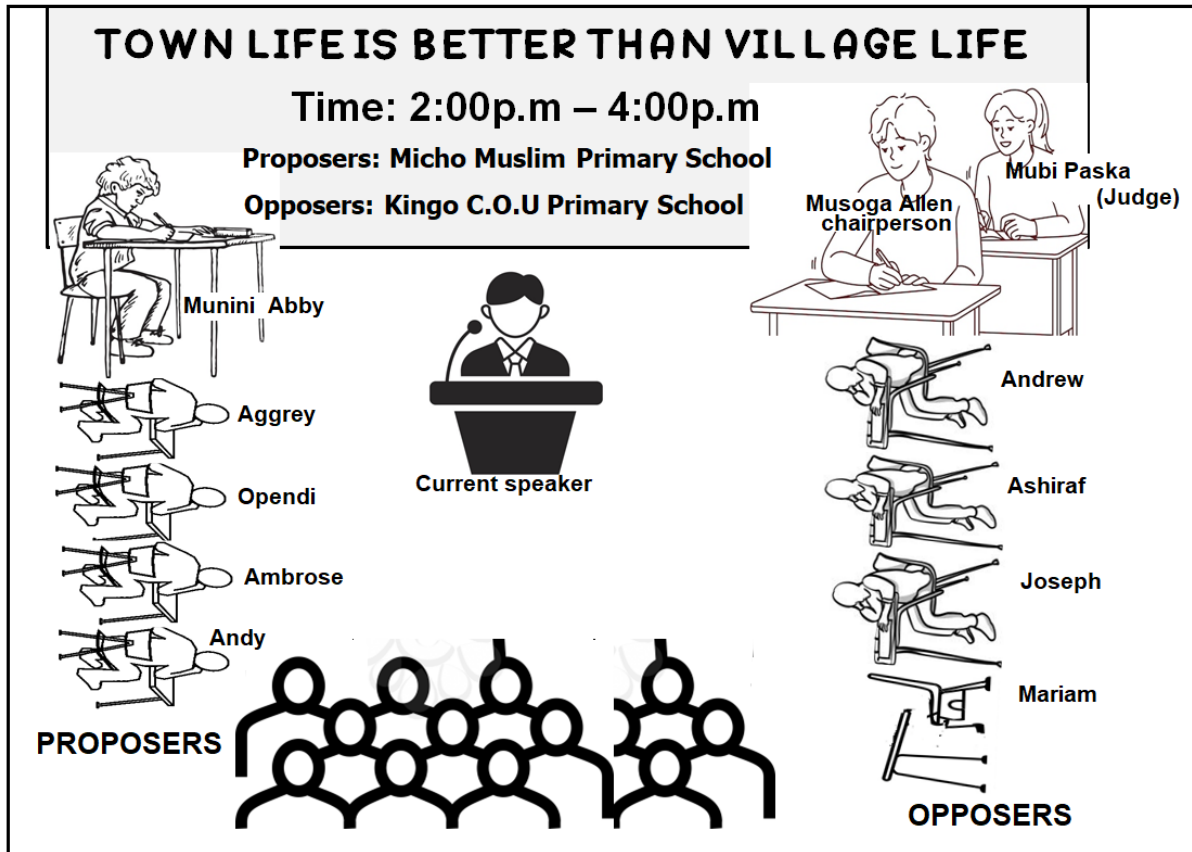 TOWN LIFE IS BETTER THAN VILLAGE LIFE
Time: 2:00p.m – 4:00p.m
Proposers: Micho Muslim Primary School
Opposers: Kingo C.O.U Primary School
Mubi Paska
(Judge)
Musoga Allen
chairperson
Munini Abby
Current speaker
Aggrey
Opendi
Ambrose
Andy
PROPOSERS
Andrew
Ashiraf
Joseph
Mariam
OPPOSERS